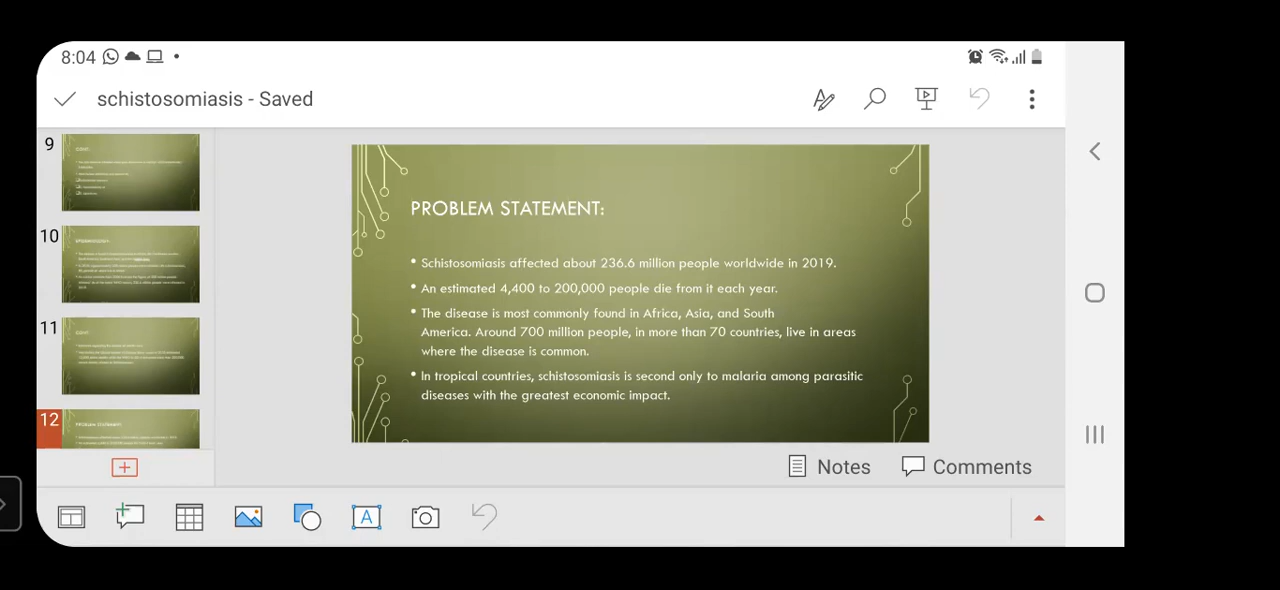 8:04
schistosomiasis - Saved
9
10
11
12
PROBLEM STATEMENT:
• Schistosomiasis affected about 236.6 million people worldwide in 2019.
• An estimated 4,400 to 200,000 people die from it each year.
• The disease is most commonly found in Africa, Asia, and South
America. Around 700 million people, in more than 70 countries, live in areas
where the disease is common.
• In tropical countries, schistosomiasis is second only to malaria among parasitic
diseases with the greatest economic impact.
Notes
Comments
A